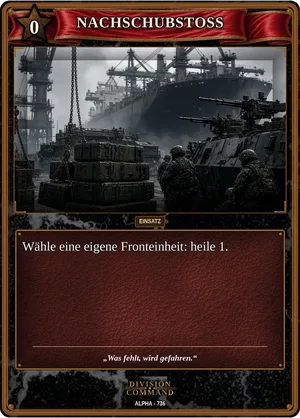 0
NACHSCHUBSTOSS
EINSATZ
Wähle eine eigene Fronteinheit: heile 1.
„Was fehlt, wird gefahren.“
DIVISION
COMMAND
ALPHA - 736